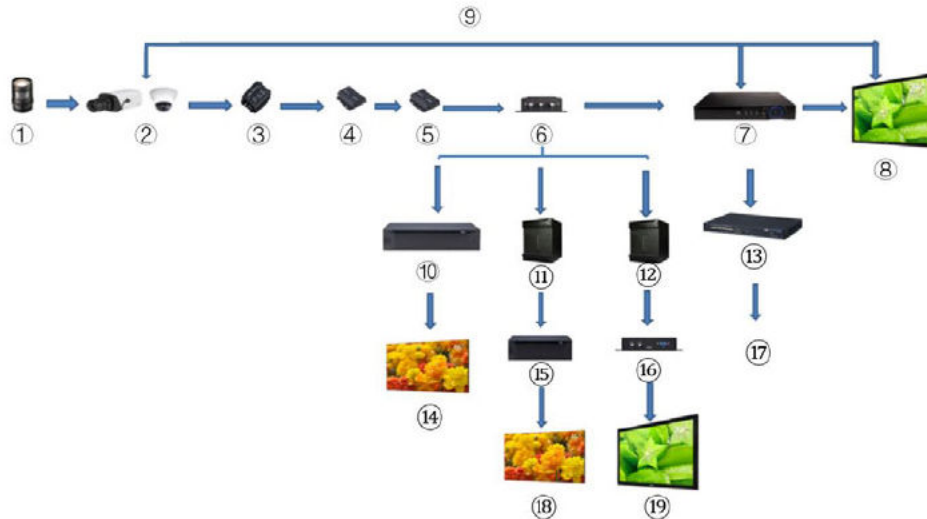 ⑨
① ② ③ ④ ⑤ ⑥ ⑦ ⑧
⑩ ⑪ ⑫ ⑬
⑭ ⑮ ⑯ ⑰
⑱ ⑲